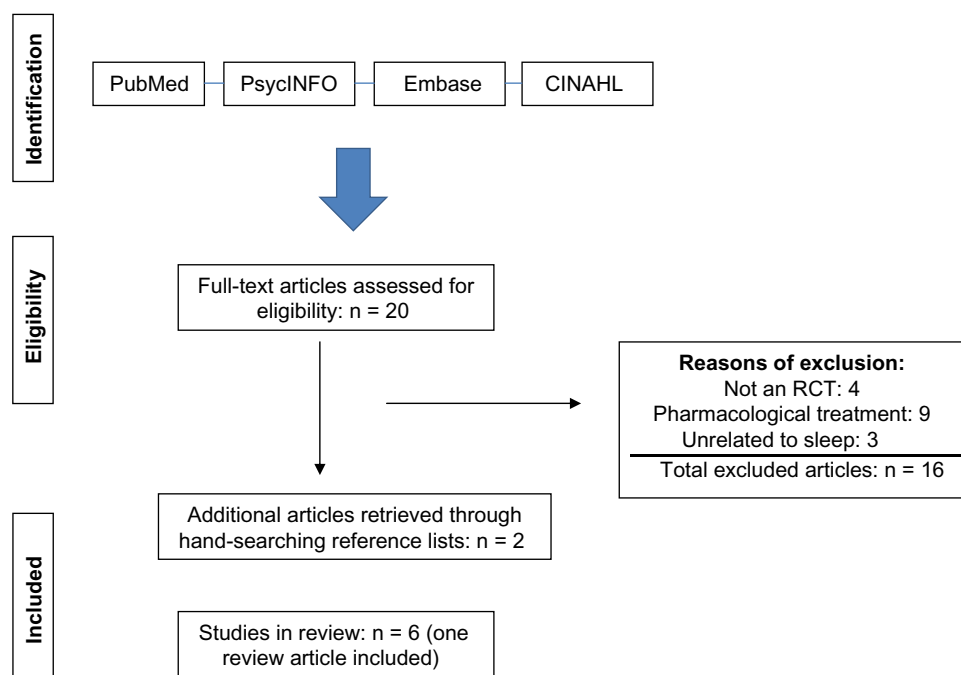 Identification
PubMed
PsycINFO
Embase
CINAHL
Eligibility
Full-text articles assessed for
eligibility: n = 20
Reasons of exclusion:
Not an RCT: 4
Pharmacological treatment: 9
Unrelated to sleep: 3
Total excluded articles: n = 16
Included
Additional articles retrieved through
hand-searching reference lists: n = 2
Studies in review: n = 6 (one
review article included)